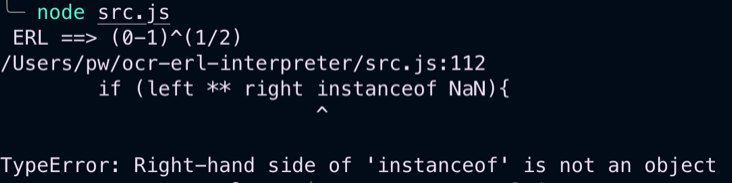 ╰─ node src.js
ERL ==> (0-1)^(1/2)
/Users/pw/ocr-erl-interpreter/src.js:112
if (left ** right instanceof NaN){
^
TypeError: Right-hand side of 'instanceof' is not an object